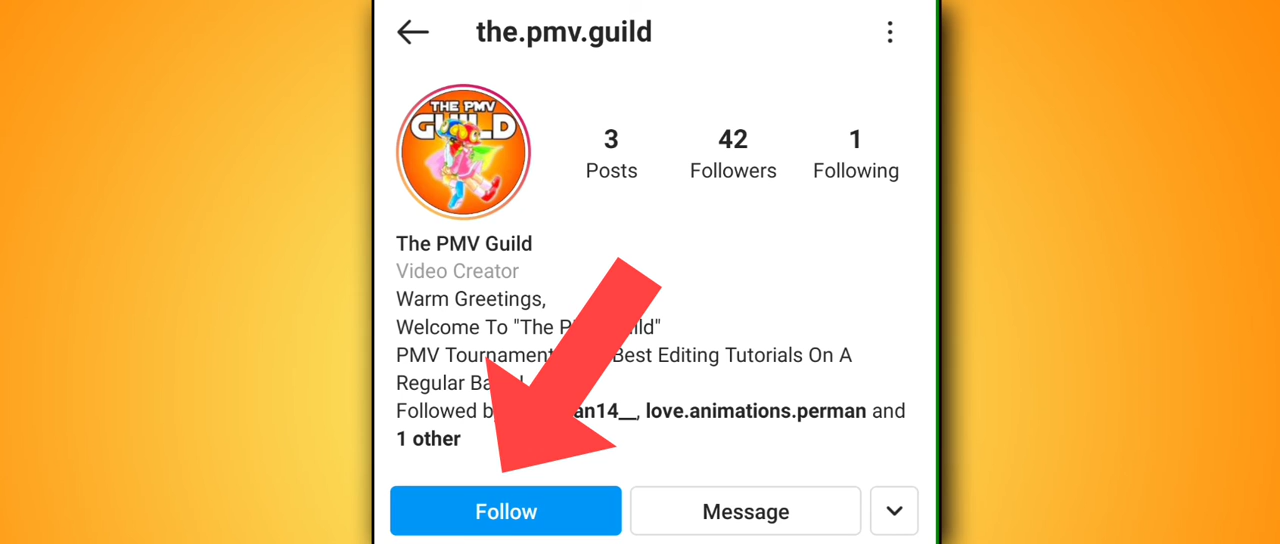 the.pmv.guild
THE PMV
GUILD
3
Posts
42
Followers
1
Following
The PMV Guild
Video Creator
Warm Greetings,
Welcome To "The
PMV Tournament Best Editing Tutorials On A
Regular
Followed an14__, love.animations.perman and
1 other
Follow
Message